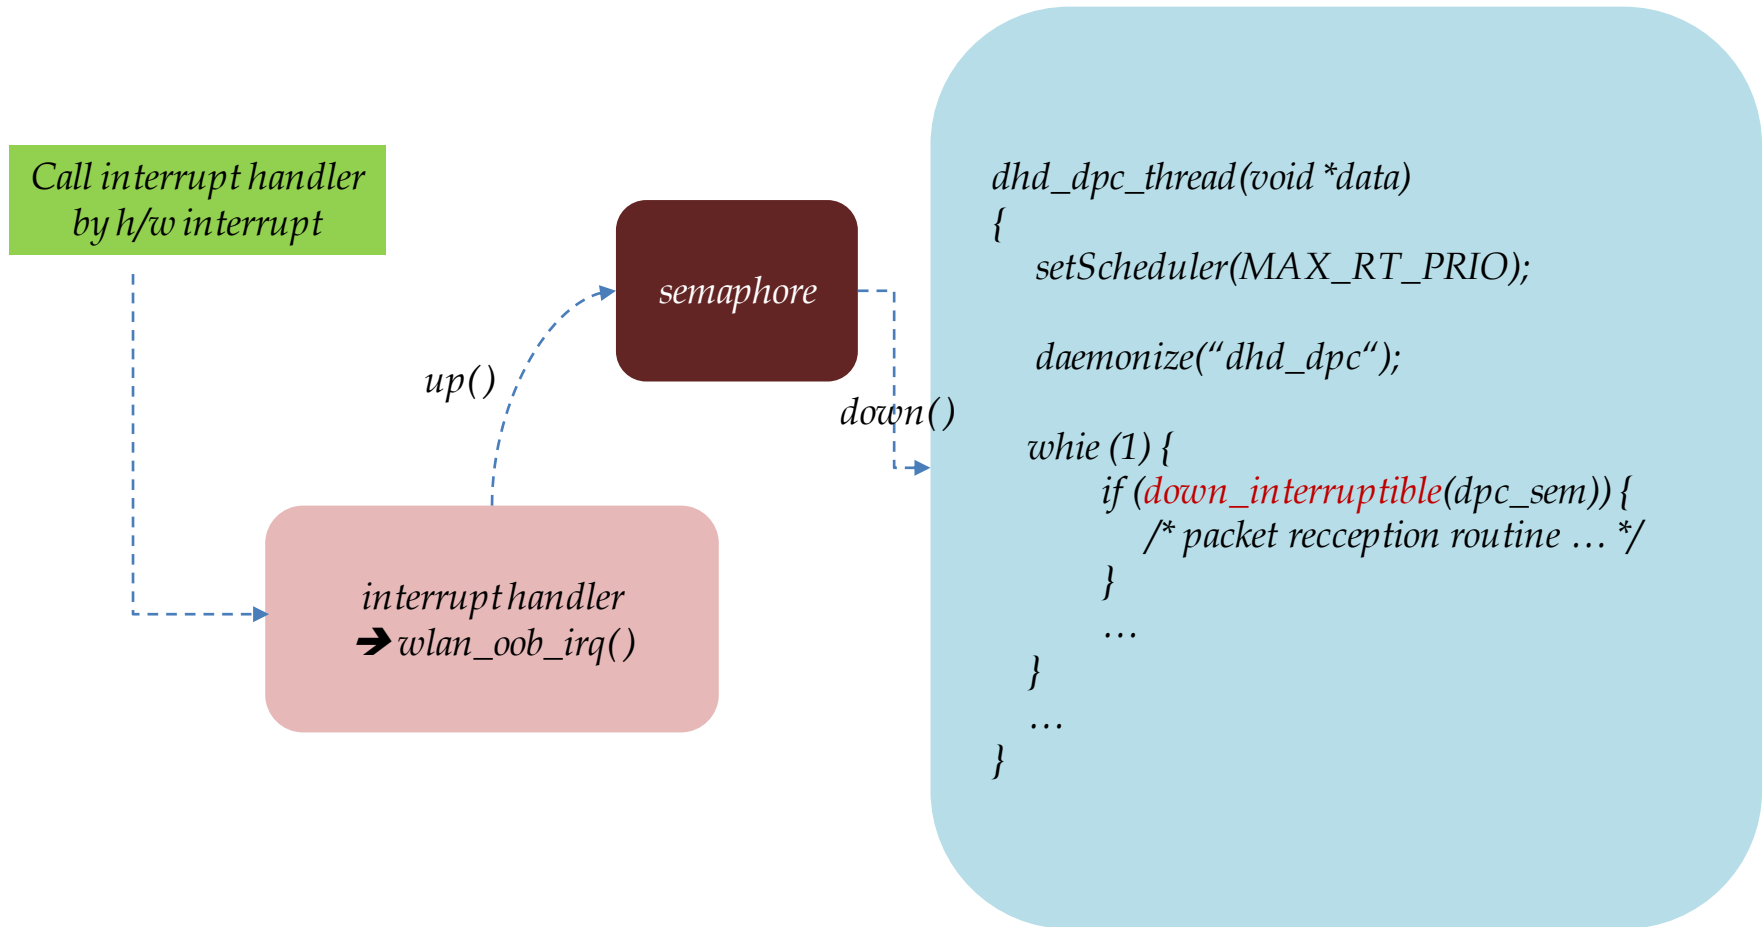 Call interrupt handler
by h/w interrupt
semaphore
up()
down()
interrupt handler
➔ wlan_oob_irq()
dhd_dpc_thread(void *data)
{
setScheduler(MAX_RT_PRIO);
daemonize(“dhd_dpc“);
whie (1) {
if (down_interruptible(dpc_sem)) {
/* packet recception routine … */
}
…
}
…
}